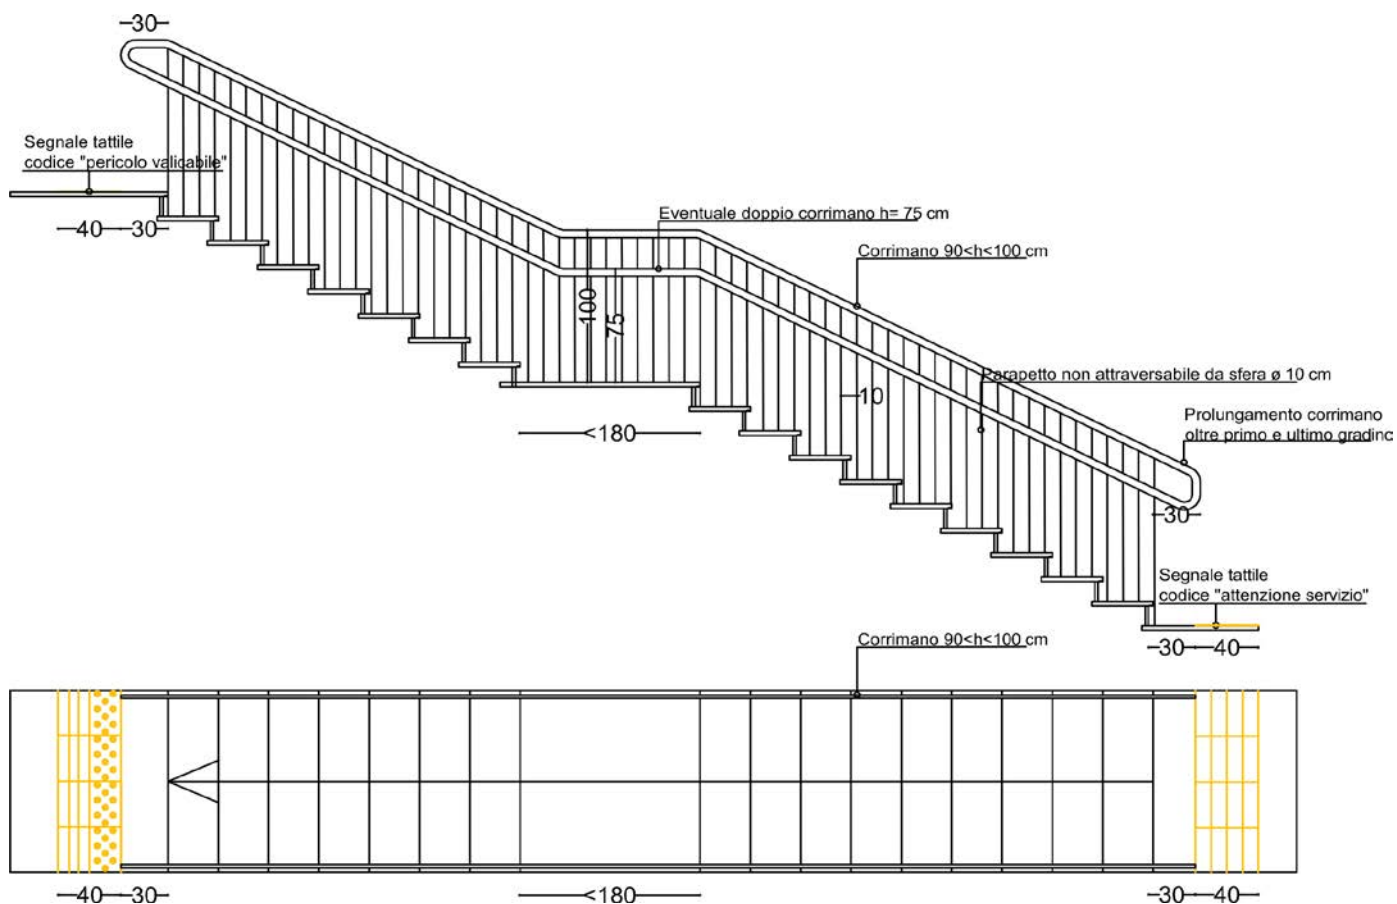 30
Segnale tattile
codice "pericolo valicabile"
40 30
Eventuale doppio corrimano h= 75 cm
Corrimano 90<h<100 cm
100
75
Parapetto non attraversabile da sfera ø 10 cm
10
Prolungamento corrimano
oltre primo e ultimo gradino
<180
30
Segnale tattile
codice "attenzione servizio"
30 40
Corrimano 90<h<100 cm
40 30
<180
30 40